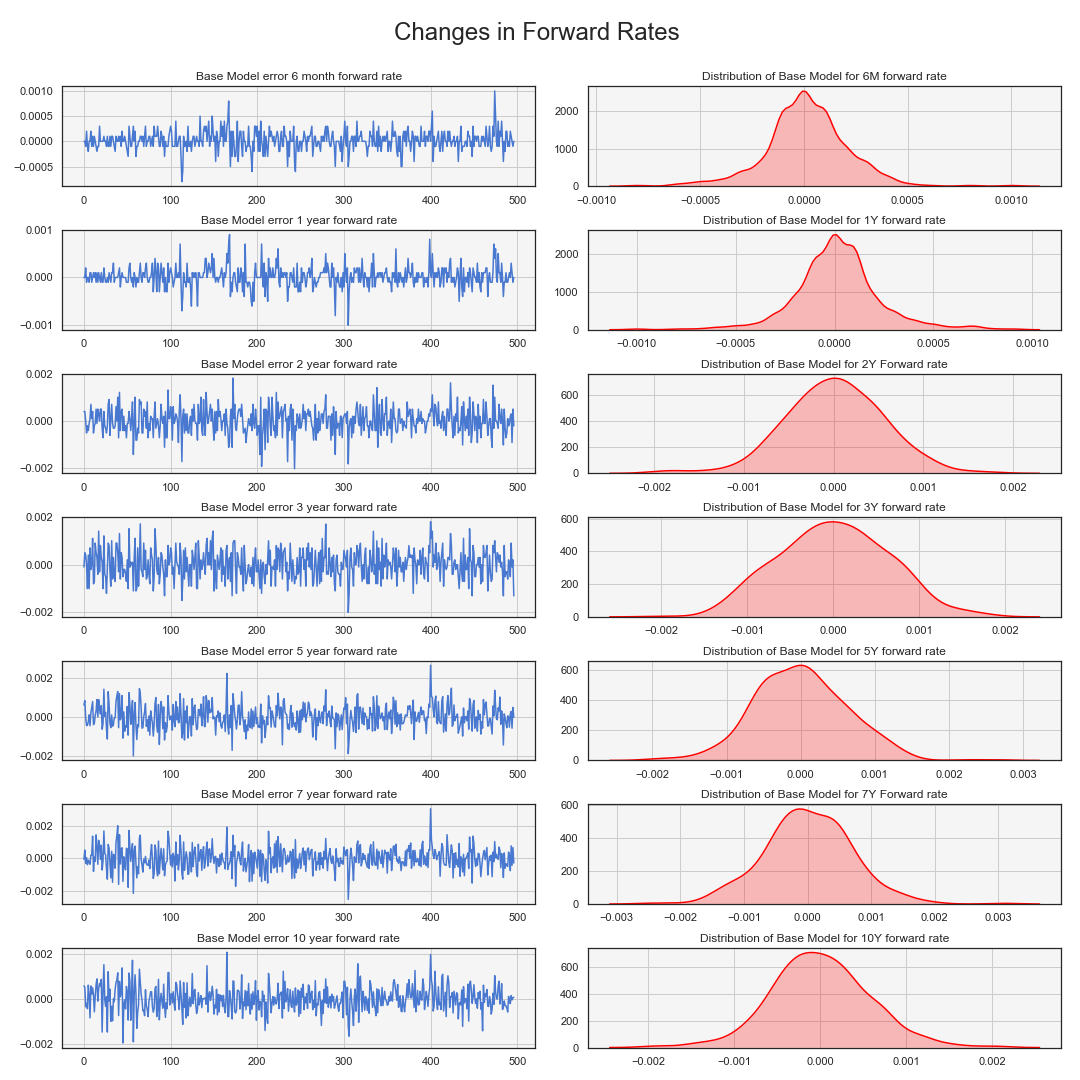 Changes in Forward Rates
Base Model error 6 month forward rate
0.0010
0.0005
0.0000
−0.0005
0 100 200 300 400 500
Distribution of Base Model for 6M forward rate
2000
1000
0
−0.0010 −0.0005 0.0000 0.0005 0.0010
Base Model error 1 year forward rate
0.001
0.000
−0.001
0 100 200 300 400 500
Distribution of Base Model for 1Y forward rate
2000
1000
0
−0.0010 −0.0005 0.0000 0.0005 0.0010
Base Model error 2 year forward rate
0.002
0.000
−0.002
0 100 200 300 400 500
Distribution of Base Model for 2Y Forward rate
600
400
200
0
−0.002 −0.001 0.000 0.001 0.002
Base Model error 3 year forward rate
0.002
0.000
−0.002
0 100 200 300 400 500
Distribution of Base Model for 3Y forward rate
600
400
200
0
−0.002 −0.001 0.000 0.001 0.002
Base Model error 5 year forward rate
0.002
0.000
−0.002
0 100 200 300 400 500
Distribution of Base Model for 5Y forward rate
600
400
200
0
−0.002 −0.001 0.000 0.001 0.002 0.003
Base Model error 7 year forward rate
0.002
0.000
−0.002
0 100 200 300 400 500
Distribution of Base Model for 7Y Forward rate
600
400
200
0
−0.003 −0.002 −0.001 0.000 0.001 0.002 0.003
Base Model error 10 year forward rate
0.002
0.000
−0.002
0 100 200 300 400 500
Distribution of Base Model for 10Y forward rate
600
400
200
0
−0.002 −0.001 0.000 0.001 0.002